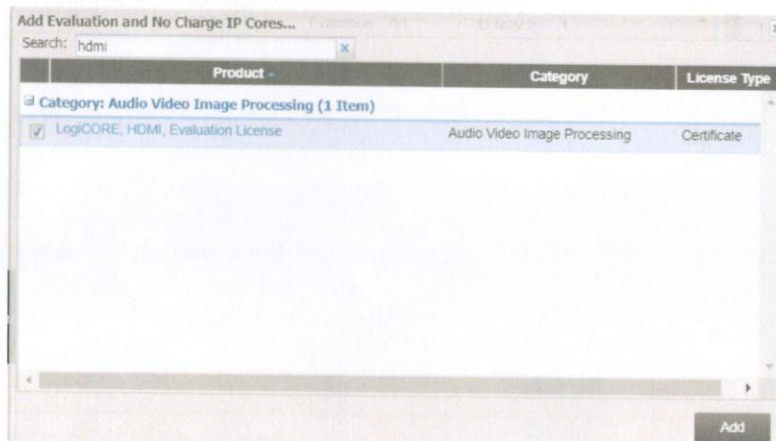 Add Evaluation and No Charge IP Cores...
Search: hdmi
Product
Category
License Type
Category: Audio Video Image Processing (1 Item)
LogiCORE, HDMI, Evaluation License
Audio Video Image Processing
Certificate
Add